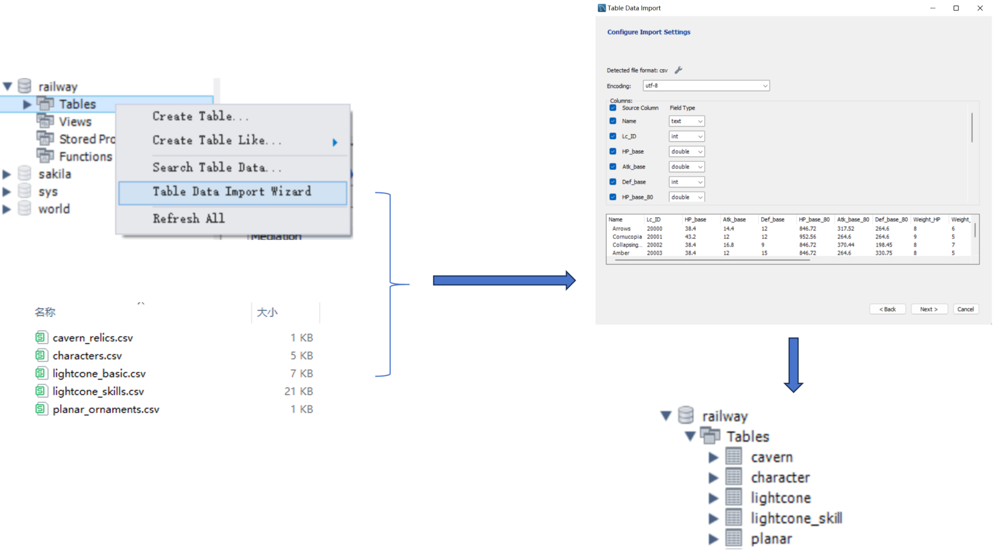 railway
Tables
Views
Stored Pro
Functions
sakila
sys
world
Create Table...
Create Table Like...
Search Table Data...
Table Data Import Wizard
Refresh All
Mediation
名称 大小
cavern_relics.csv 1 KB
characters.csv 5 KB
lightcone_basic.csv 7 KB
lightcone_skills.csv 21 KB
planar_ornaments.csv 1 KB
Table Data Import
Configure Import Settings
Detected file format: csv
Encoding: utf-8
Columns:
Source Column Field Type
Name text
Lc_ID int
HP_base double
Atk_base double
Def_base int
HP_base_80 double
Name Lc_ID HP_base Atk_base Def_base HP_base_80 Atk_base_80 Def_base_80 Weight_HP Weight_
Arrows 20000 38.4 14.4 12 846.72 317.52 264.6 8 6
Cornucopia 20001 43.2 12 12 952.56 264.6 264.6 9 5
Collapsing... 20002 38.4 16.8 9 846.72 370.44 198.45 8 7
Amber 20003 38.4 12 15 846.72 264.6 330.75 8 5
< Back Next > Cancel
railway
Tables
cavern
character
lightcone
lightcone_skill
planar